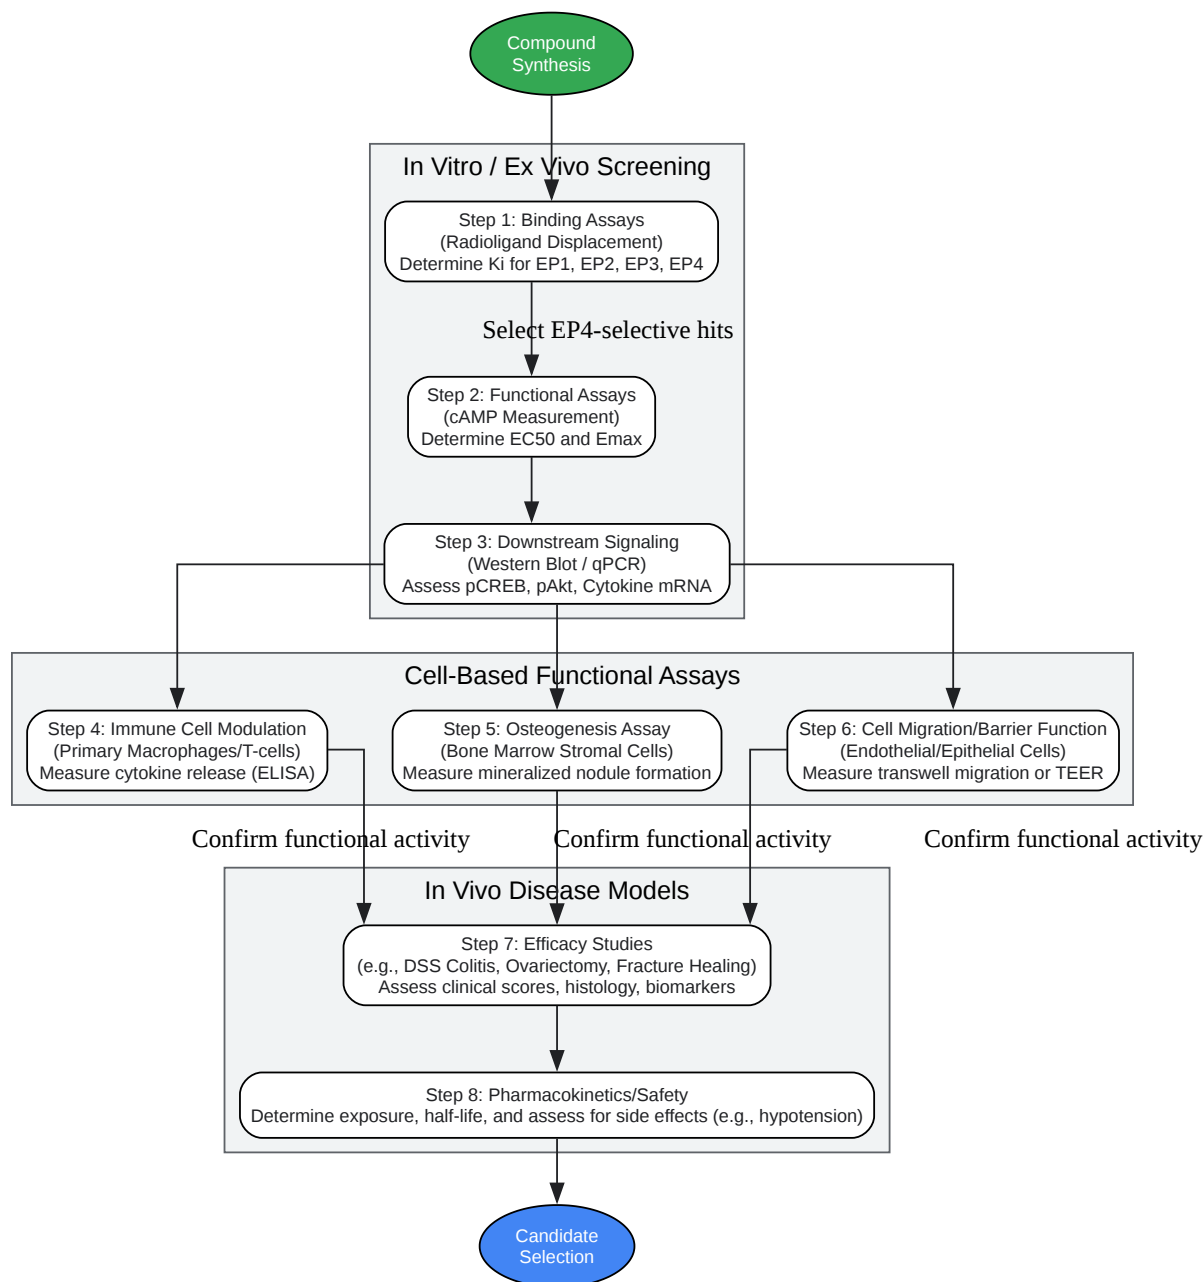 Compound
Synthesis
In Vitro / Ex Vivo Screening
Step 1: Binding Assays
(Radioligand Displacement)
Determine Ki for EP1, EP2, EP3, EP4
Select EP4-selective hits
Step 2: Functional Assays
(cAMP Measurement)
Determine EC50 and Emax
Step 3: Downstream Signaling
(Western Blot / qPCR)
Assess pCREB, pAkt, Cytokine mRNA
Cell-Based Functional Assays
Step 4: Immune Cell Modulation
(Primary Macrophages/T-cells)
Measure cytokine release (ELISA)
Step 5: Osteogenesis Assay
(Bone Marrow Stromal Cells)
Measure mineralized nodule formation
Step 6: Cell Migration/Barrier Function
(Endothelial/Epithelial Cells)
Measure transwell migration or TEER
Confirm functional activity
Confirm functional activity
Confirm functional activity
In Vivo Disease Models
Step 7: Efficacy Studies
(e.g., DSS Colitis, Ovariectomy, Fracture Healing)
Assess clinical scores, histology, biomarkers
Step 8: Pharmacokinetics/Safety
Determine exposure, half-life, and assess for side effects (e.g., hypotension)
Candidate
Selection